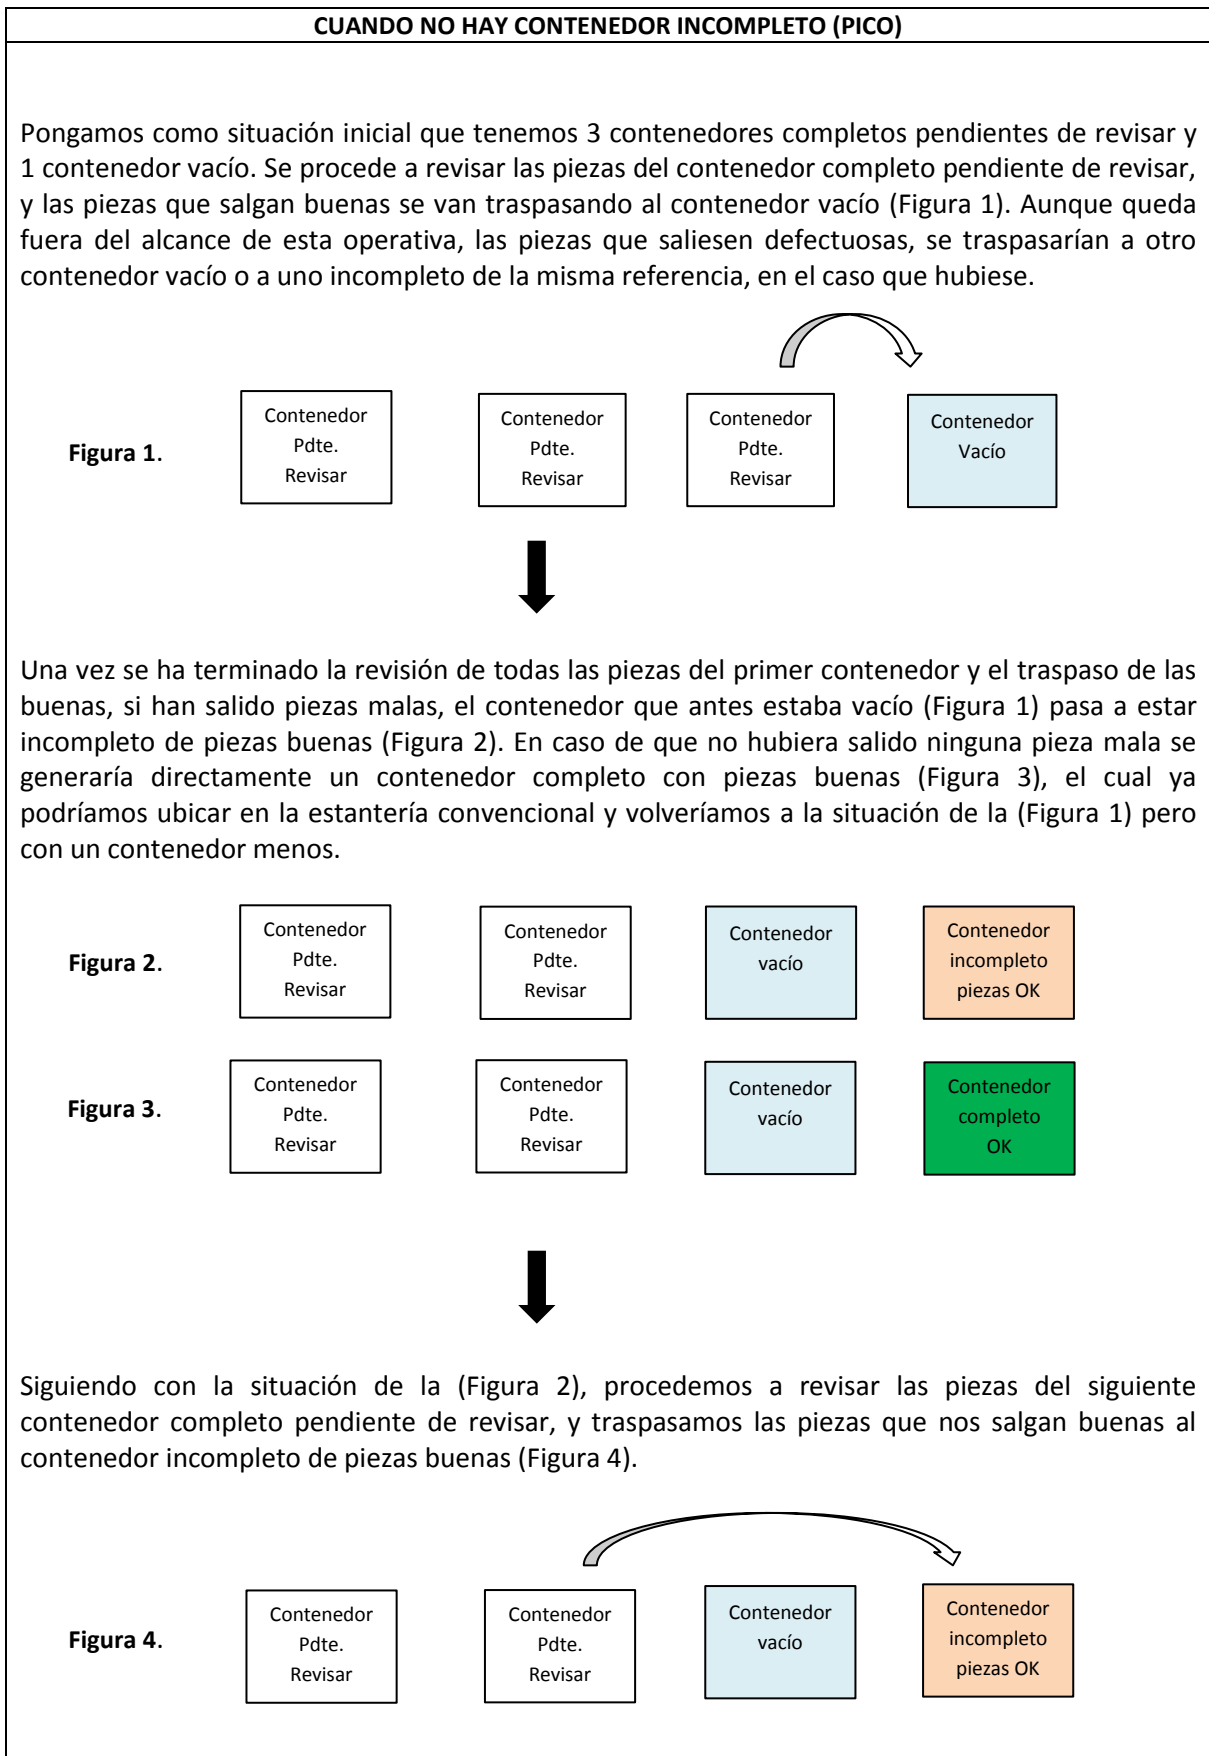 CUANDO NO HAY CONTENEDOR INCOMPLETO (PICO)
Pongamos como situación inicial que tenemos 3 contenedores completos pendientes de revisar y
1 contenedor vacío. Se procede a revisar las piezas del contenedor completo pendiente de revisar,
y las piezas que salgan buenas se van traspasando al contenedor vacío (Figura 1). Aunque queda
fuera del alcance de esta operativa, las piezas que saliesen defectuosas, se traspasarían a otro
contenedor vacío o a uno incompleto de la misma referencia, en el caso que hubiese.
Figura 1.
Contenedor
Pdte.
Revisar
Contenedor
Pdte.
Revisar
Contenedor
Pdte.
Revisar
Contenedor
Vacío
Una vez se ha terminado la revisión de todas las piezas del primer contenedor y el traspaso de las
buenas, si han salido piezas malas, el contenedor que antes estaba vacío (Figura 1) pasa a estar
incompleto de piezas buenas (Figura 2). En caso de que no hubiera salido ninguna pieza mala se
generaría directamente un contenedor completo con piezas buenas (Figura 3), el cual ya
podríamos ubicar en la estantería convencional y volveríamos a la situación de la (Figura 1) pero
con un contenedor menos.
Figura 2.
Contenedor
Pdte.
Revisar
Contenedor
Pdte.
Revisar
Contenedor
vacío
Contenedor
incompleto
piezas OK
Figura 3.
Contenedor
Pdte.
Revisar
Contenedor
Pdte.
Revisar
Contenedor
vacío
Contenedor
completo
OK
Siguiendo con la situación de la (Figura 2), procedemos a revisar las piezas del siguiente
contenedor completo pendiente de revisar, y traspasamos las piezas que nos salgan buenas al
contenedor incompleto de piezas buenas (Figura 4).
Figura 4.
Contenedor
Pdte.
Revisar
Contenedor
Pdte.
Revisar
Contenedor
vacío
Contenedor
incompleto
piezas OK